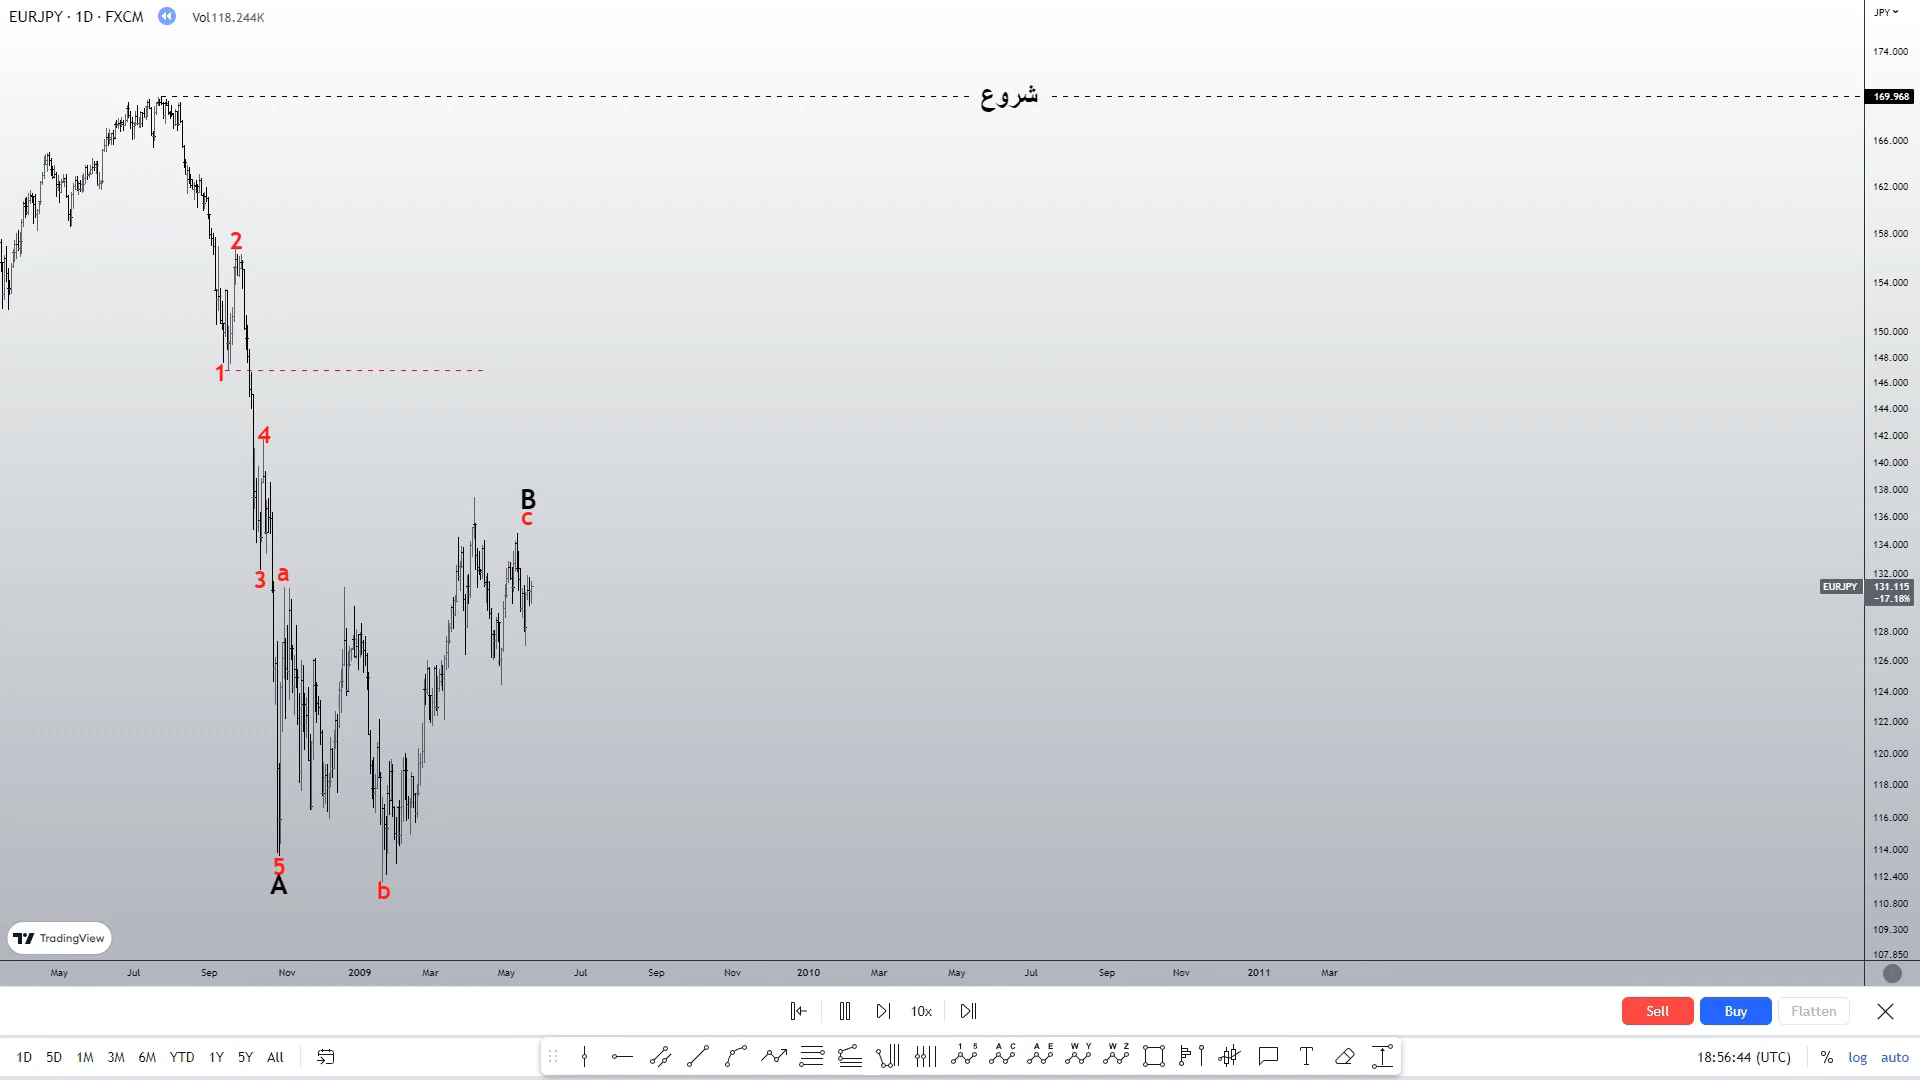 EURJPY · 1D · FXCM Vol118.244K
JPY
174.000
شروع
169.968
166.000
162.000
158.000
2
154.000
150.000
148.000
1
146.000
144.000
4
142.000
140.000
138.000
B
c
136.000
134.000
3 a
132.000
EURJPY 131.115
−17.18%
128.000
126.000
124.000
122.000
120.000
118.000
116.000
114.000
5
A
b
112.400
110.800
109.300
107.850
TradingView
May Jul Sep Nov 2009 Mar May Jul Sep Nov 2010 Mar May Jul Sep Nov 2011 Mar
10x Sell Buy Flatten
1D 5D 1M 3M 6M YTD 1Y 5Y All 1 5 A C A E W Y W Z T 18:56:44 (UTC) % log auto